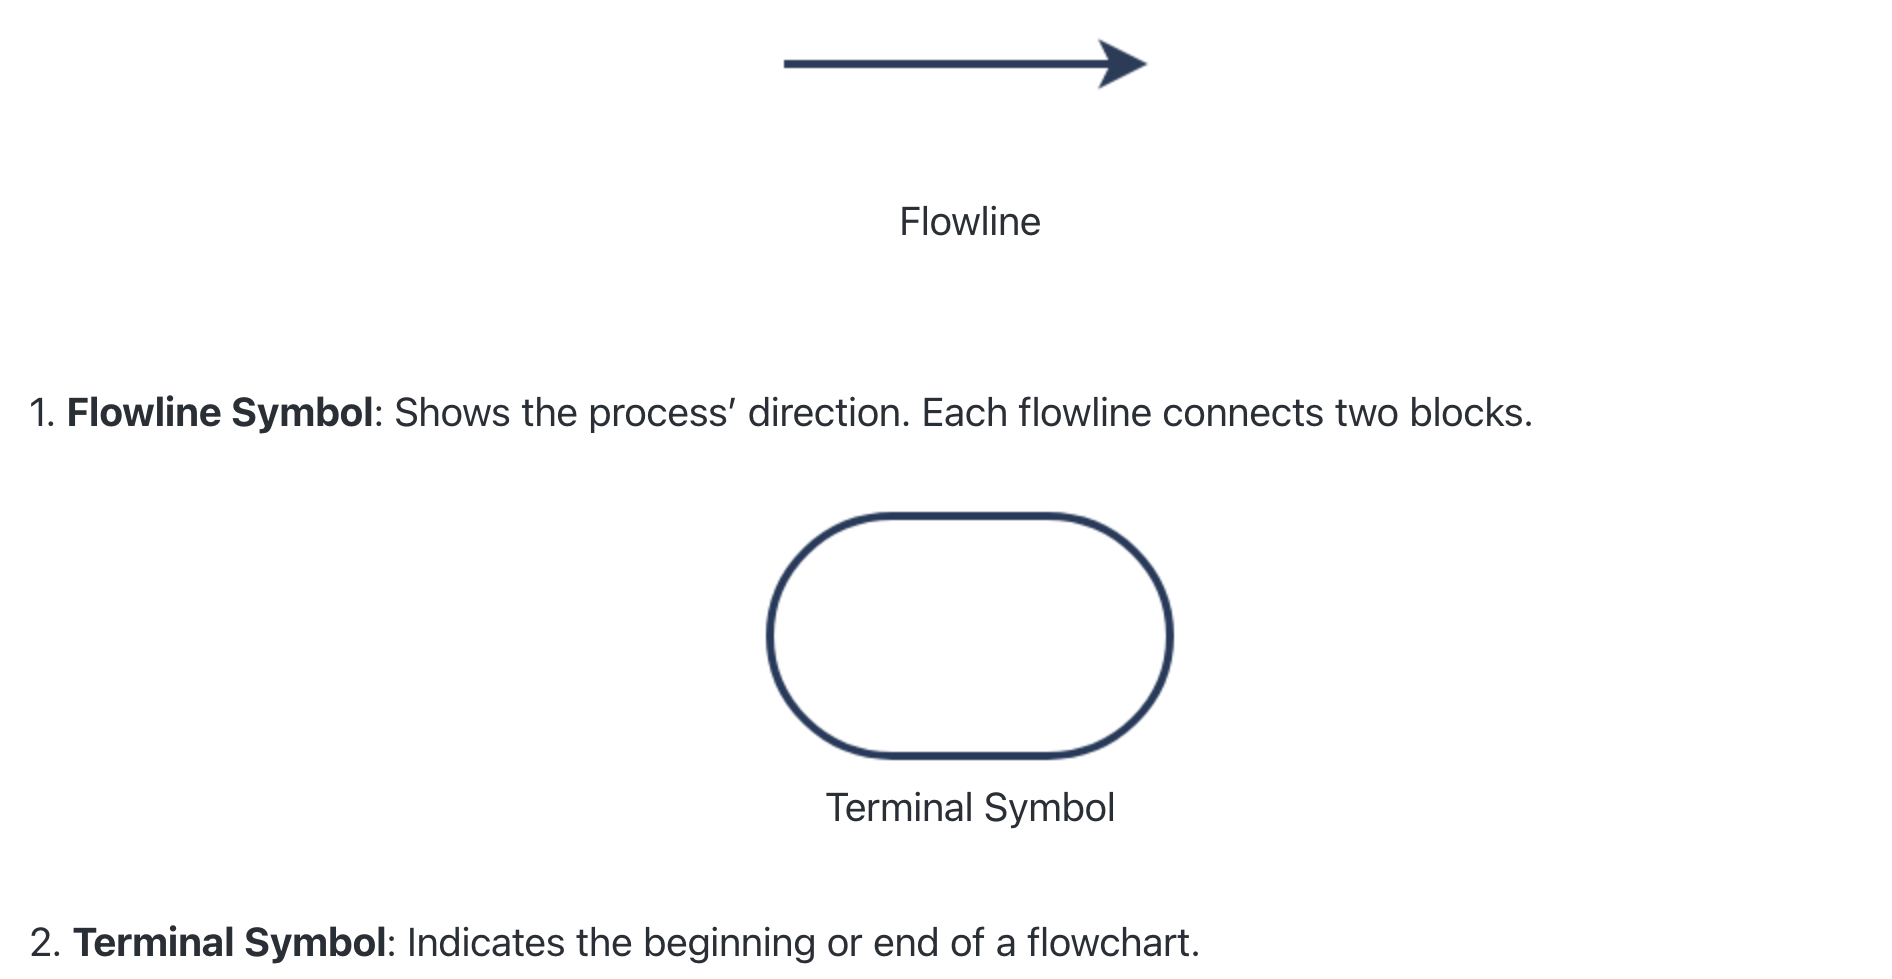 Flowline
1. Flowline Symbol: Shows the process’ direction. Each flowline connects two blocks.
Terminal Symbol
2. Terminal Symbol: Indicates the beginning or end of a flowchart.